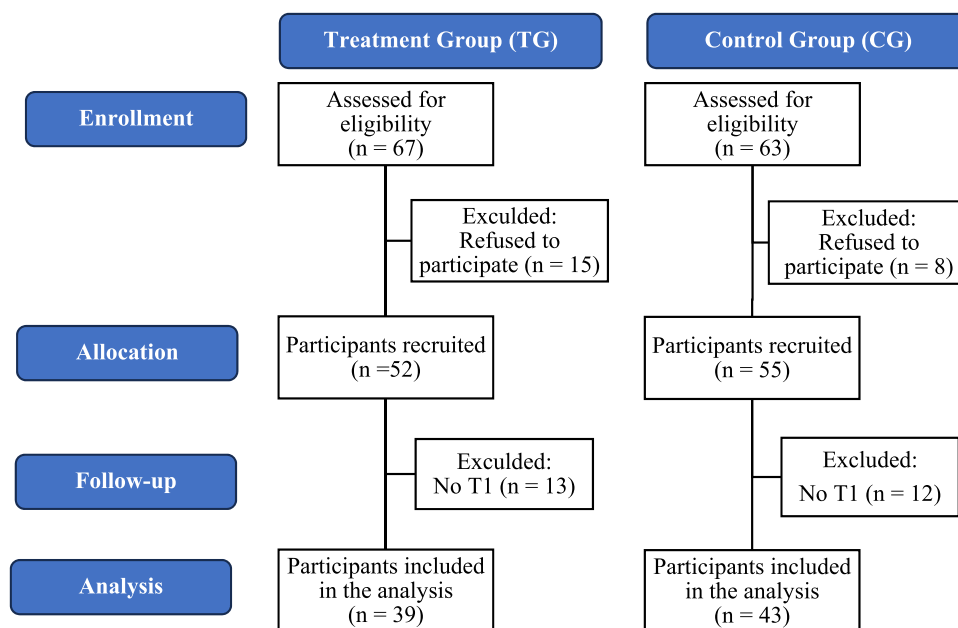 Treatment Group (TG)
Control Group (CG)
Enrollment
Assessed for
eligibility
(n = 67)
Assessed for
eligibility
(n = 63)
Exculded:
Refused to
participate (n = 15)
Excluded:
Refused to
participate (n = 8)
Allocation
Participants recruited
(n =52)
Participants recruited
(n = 55)
Follow-up
Exculded:
No T1 (n = 13)
Excluded:
No T1 (n = 12)
Analysis
Participants included
in the analysis
(n = 39)
Participants included
in the analysis
(n = 43)